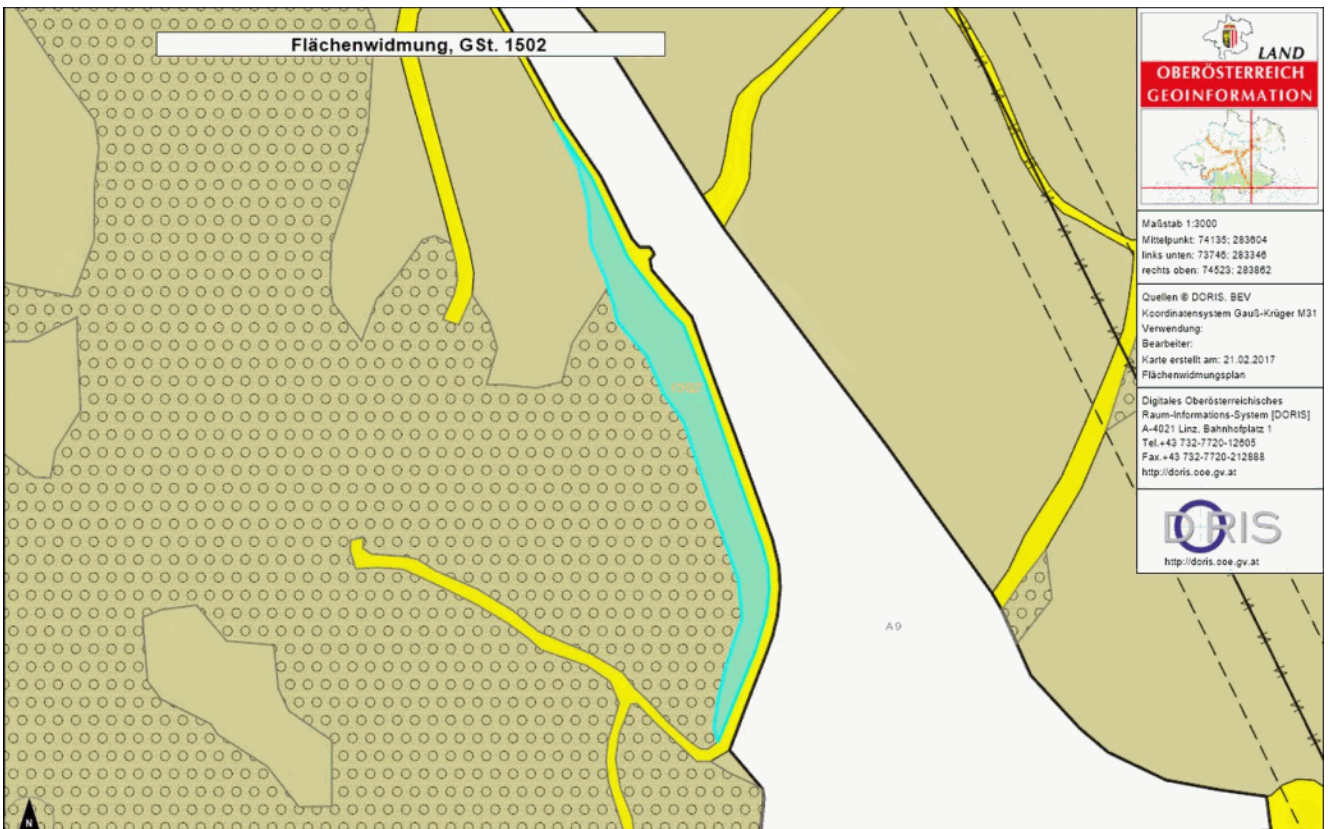 Flächenwidmung, GSt. 1502
LAND
OBERÖSTERREICH
GEOINFORMATION
Maßstab 1:3000
Mittelpunkt: 74135; 283604
links unten: 73746; 283346
rechts oben: 74523; 283862
Quellen © DORIS, BEV
Koordinatensystem Gauß-Krüger M31
Verwendung:
Bearbeiter:
Karte erstellt am: 21.02.2017
Flächenwidmungsplan
Digitales Oberösterreichisches
Raum-Informations-System [DORIS]
A-4021 Linz, Bahnhofplatz 1
Tel.+43 732-7720-12605
Fax.+43 732-7720-212888
http://doris.ooe.gv.at
DORIS
http://doris.ooe.gv.at
A9
N